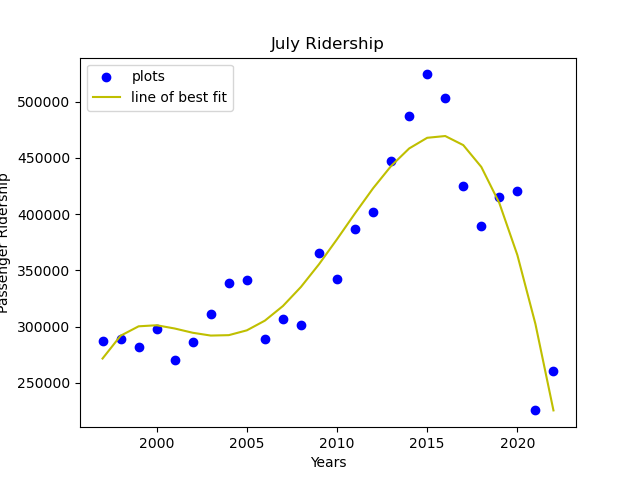 July Ridership
plots
line of best fit
500000
450000
400000
350000
300000
250000
Passenger Ridership
2000
2005
2010
2015
2020
Years